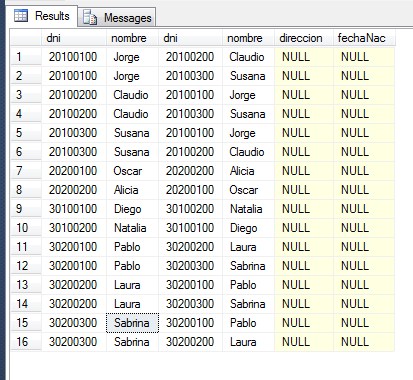 Results Messages
dni nombre dni nombre direccion fechaNac
1 20100100 Jorge 20100200 Claudio NULL NULL
2 20100100 Jorge 20100300 Susana NULL NULL
3 20100200 Claudio 20100100 Jorge NULL NULL
4 20100200 Claudio 20100300 Susana NULL NULL
5 20100300 Susana 20100100 Jorge NULL NULL
6 20100300 Susana 20100200 Claudio NULL NULL
7 20200100 Oscar 20200200 Alicia NULL NULL
8 20200200 Alicia 20200100 Oscar NULL NULL
9 30100100 Diego 30100200 Natalia NULL NULL
10 30100200 Natalia 30100100 Diego NULL NULL
11 30200100 Pablo 30200200 Laura NULL NULL
12 30200100 Pablo 30200300 Sabrina NULL NULL
13 30200200 Laura 30200100 Pablo NULL NULL
14 30200200 Laura 30200300 Sabrina NULL NULL
15 30200300 Sabrina 30200100 Pablo NULL NULL
16 30200300 Sabrina 30200200 Laura NULL NULL